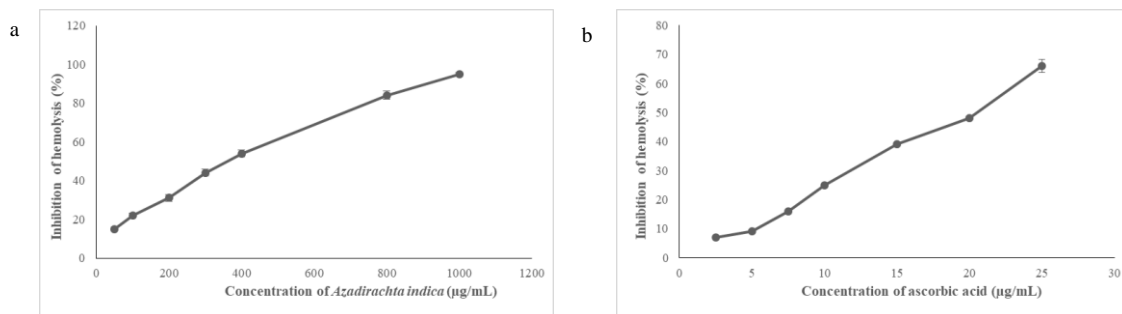 a
120
100
80
60
40
20
0
Inhibition of hemolysis (%)
0 200 400 600 800 1000 1200
Concentration of Azadirachta indica (µg/mL)
b
80
70
60
50
40
30
20
10
0
Inhibition of hemolysis (%)
0 5 10 15 20 25 30
Concentration of ascorbic acid (µg/mL)